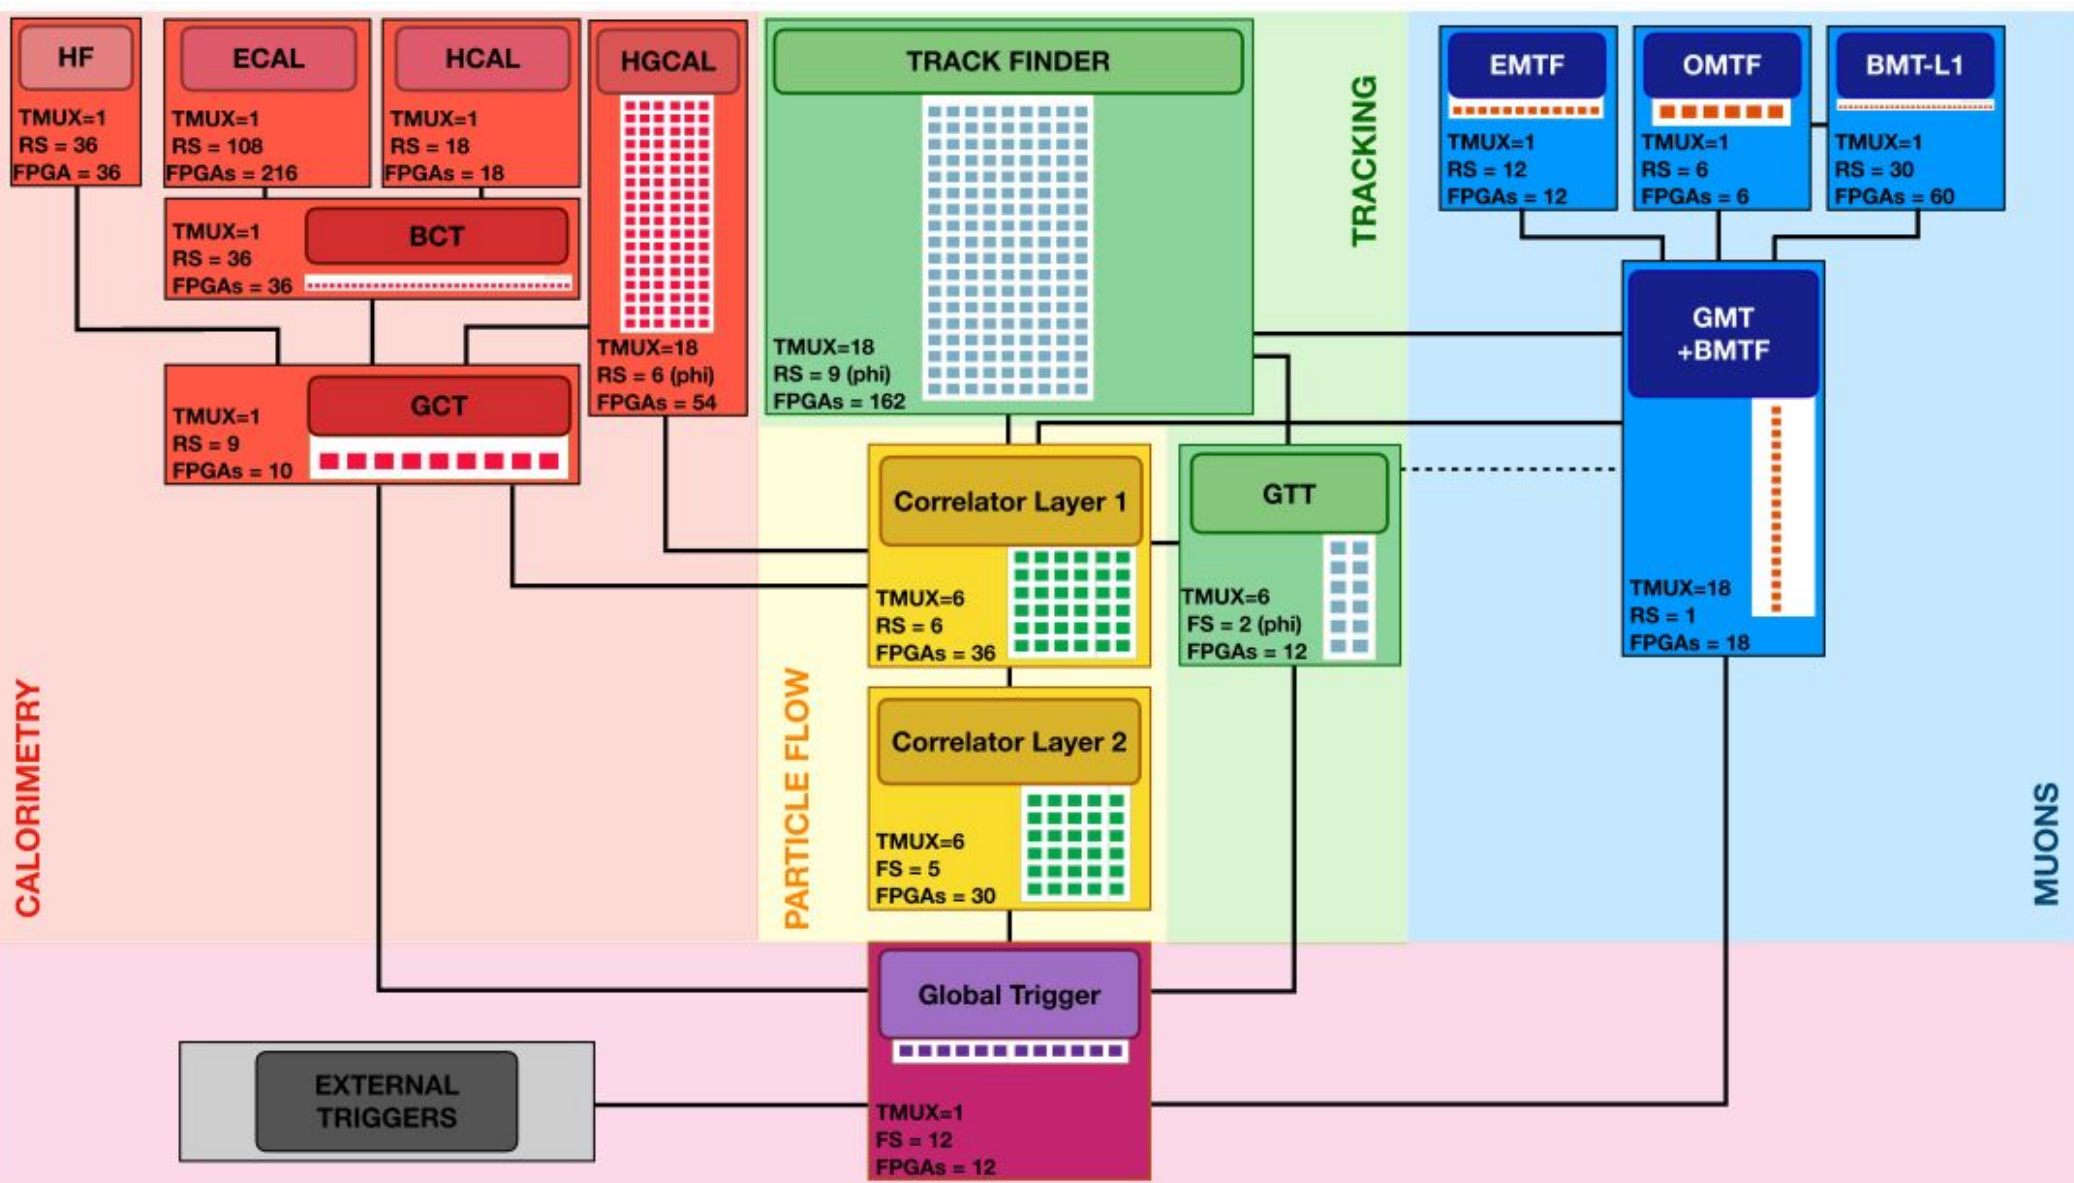 HF
TMUX=1
RS = 36
FPGA = 36
ECAL
TMUX=1
RS = 108
FPGAs = 216
HCAL
TMUX=1
RS = 18
FPGAs = 18
HGCAL
TMUX=18
RS = 6 (phi)
FPGAs = 54
BCT
TMUX=1
RS = 36
FPGAs = 36
GCT
TMUX=1
RS = 9
FPGAs = 10
CALORIMETRY
TRACK FINDER
TMUX=18
RS = 9 (phi)
FPGAs = 162
TRACKING
Correlator Layer 1
TMUX=6
RS = 6
FPGAs = 36
GTT
TMUX=6
FS = 2 (phi)
FPGAs = 12
Correlator Layer 2
TMUX=6
FS = 5
FPGAs = 30
PARTICLE FLOW
EMTF
TMUX=1
RS = 12
FPGAs = 12
OMTF
TMUX=1
RS = 6
FPGAs = 6
BMT-L1
TMUX=1
RS = 30
FPGAs = 60
GMT
+BMTF
TMUX=18
RS = 1
FPGAs = 18
MUONS
Global Trigger
TMUX=1
FS = 12
FPGAs = 12
EXTERNAL
TRIGGERS